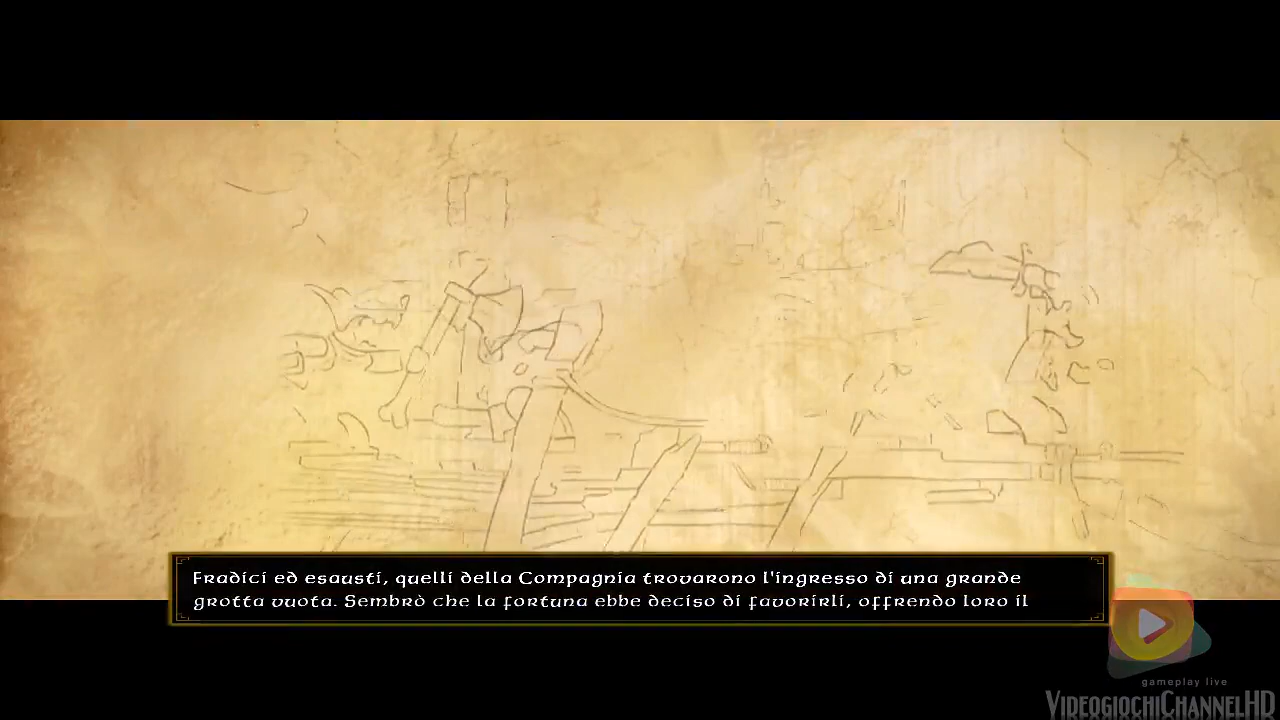 Fradici ed esausti, quelli della Compagnia trovarono l'ingresso di una grande
grotta vuota. Sembrò che la fortuna ebbe deciso di favorirli, offrendo loro il
gameplay live
VIDEOGIOCHICHANNELHD